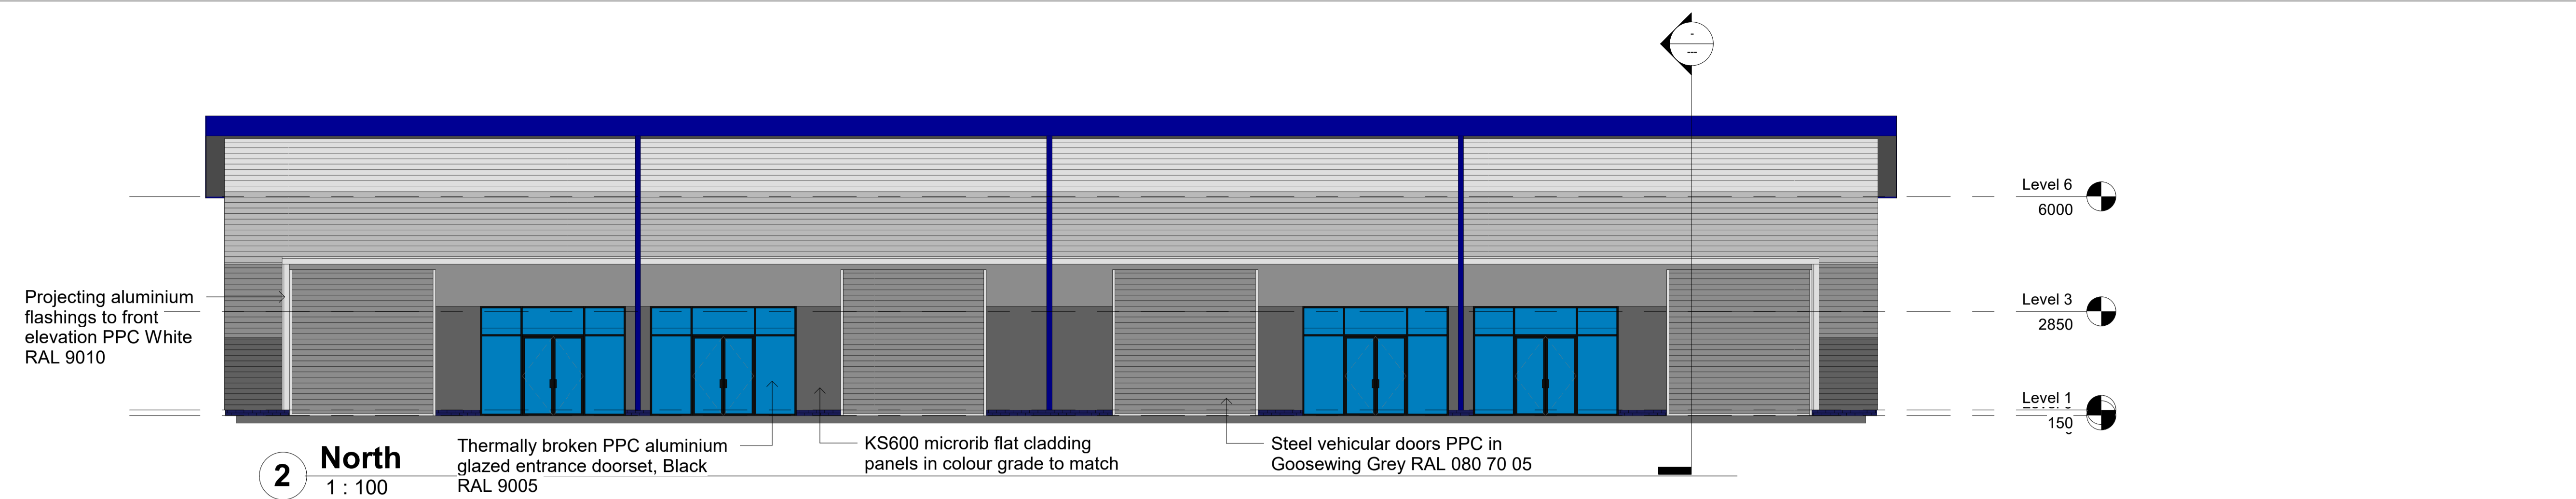 -
---
Level 6
6000
Projecting aluminium
flashings to front
elevation PPC White
RAL 9010
Level 3
2850
Level 1
150
2
North
1 : 100
Thermally broken PPC aluminium
glazed entrance doorset, Black
RAL 9005
KS600 microrib flat cladding
panels in colour grade to match
Steel vehicular doors PPC in
Goosewing Grey RAL 080 70 05